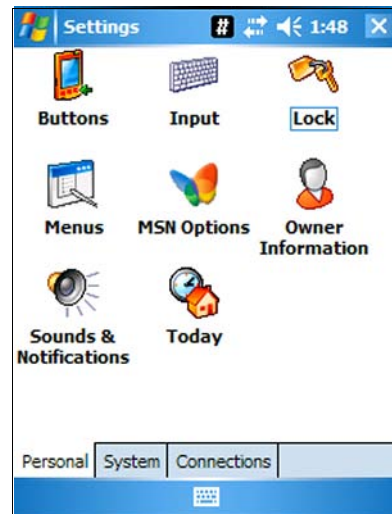 Settings # 1:48
Buttons Input Lock
Menus MSN Options Owner Information
Sounds & Notifications Today
Personal System Connections